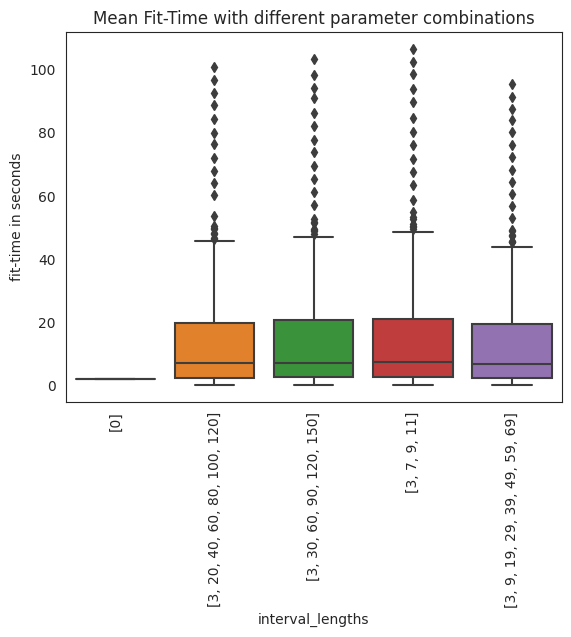 Mean Fit-Time with different parameter combinations
100
80
60
40
20
0
fit-time in seconds
[0]
[3, 20, 40, 60, 80, 100, 120]
[3, 30, 60, 90, 120, 150]
[3, 7, 9, 11]
[3, 9, 19, 29, 39, 49, 59, 69]
interval_lengths